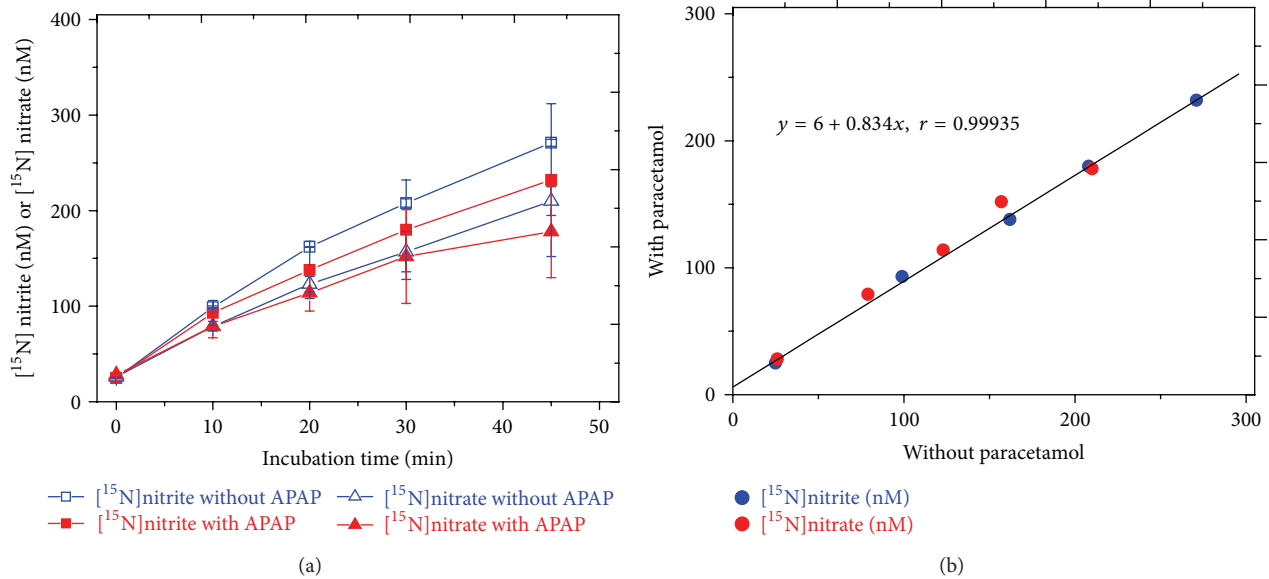 400
300
200
100
0
[¹⁵N] nitrite (nM) or [¹⁵N] nitrate (nM)
0 10 20 30 40 50
Incubation time (min)
[¹⁵N]nitrite without APAP [¹⁵N]nitrate without APAP
[¹⁵N]nitrite with APAP [¹⁵N]nitrate with APAP
(a)
300
200
100
0
With paracetamol
y = 6 + 0.834x, r = 0.99935
0 100 200 300
Without paracetamol
[¹⁵N]nitrite (nM)
[¹⁵N]nitrate (nM)
(b)